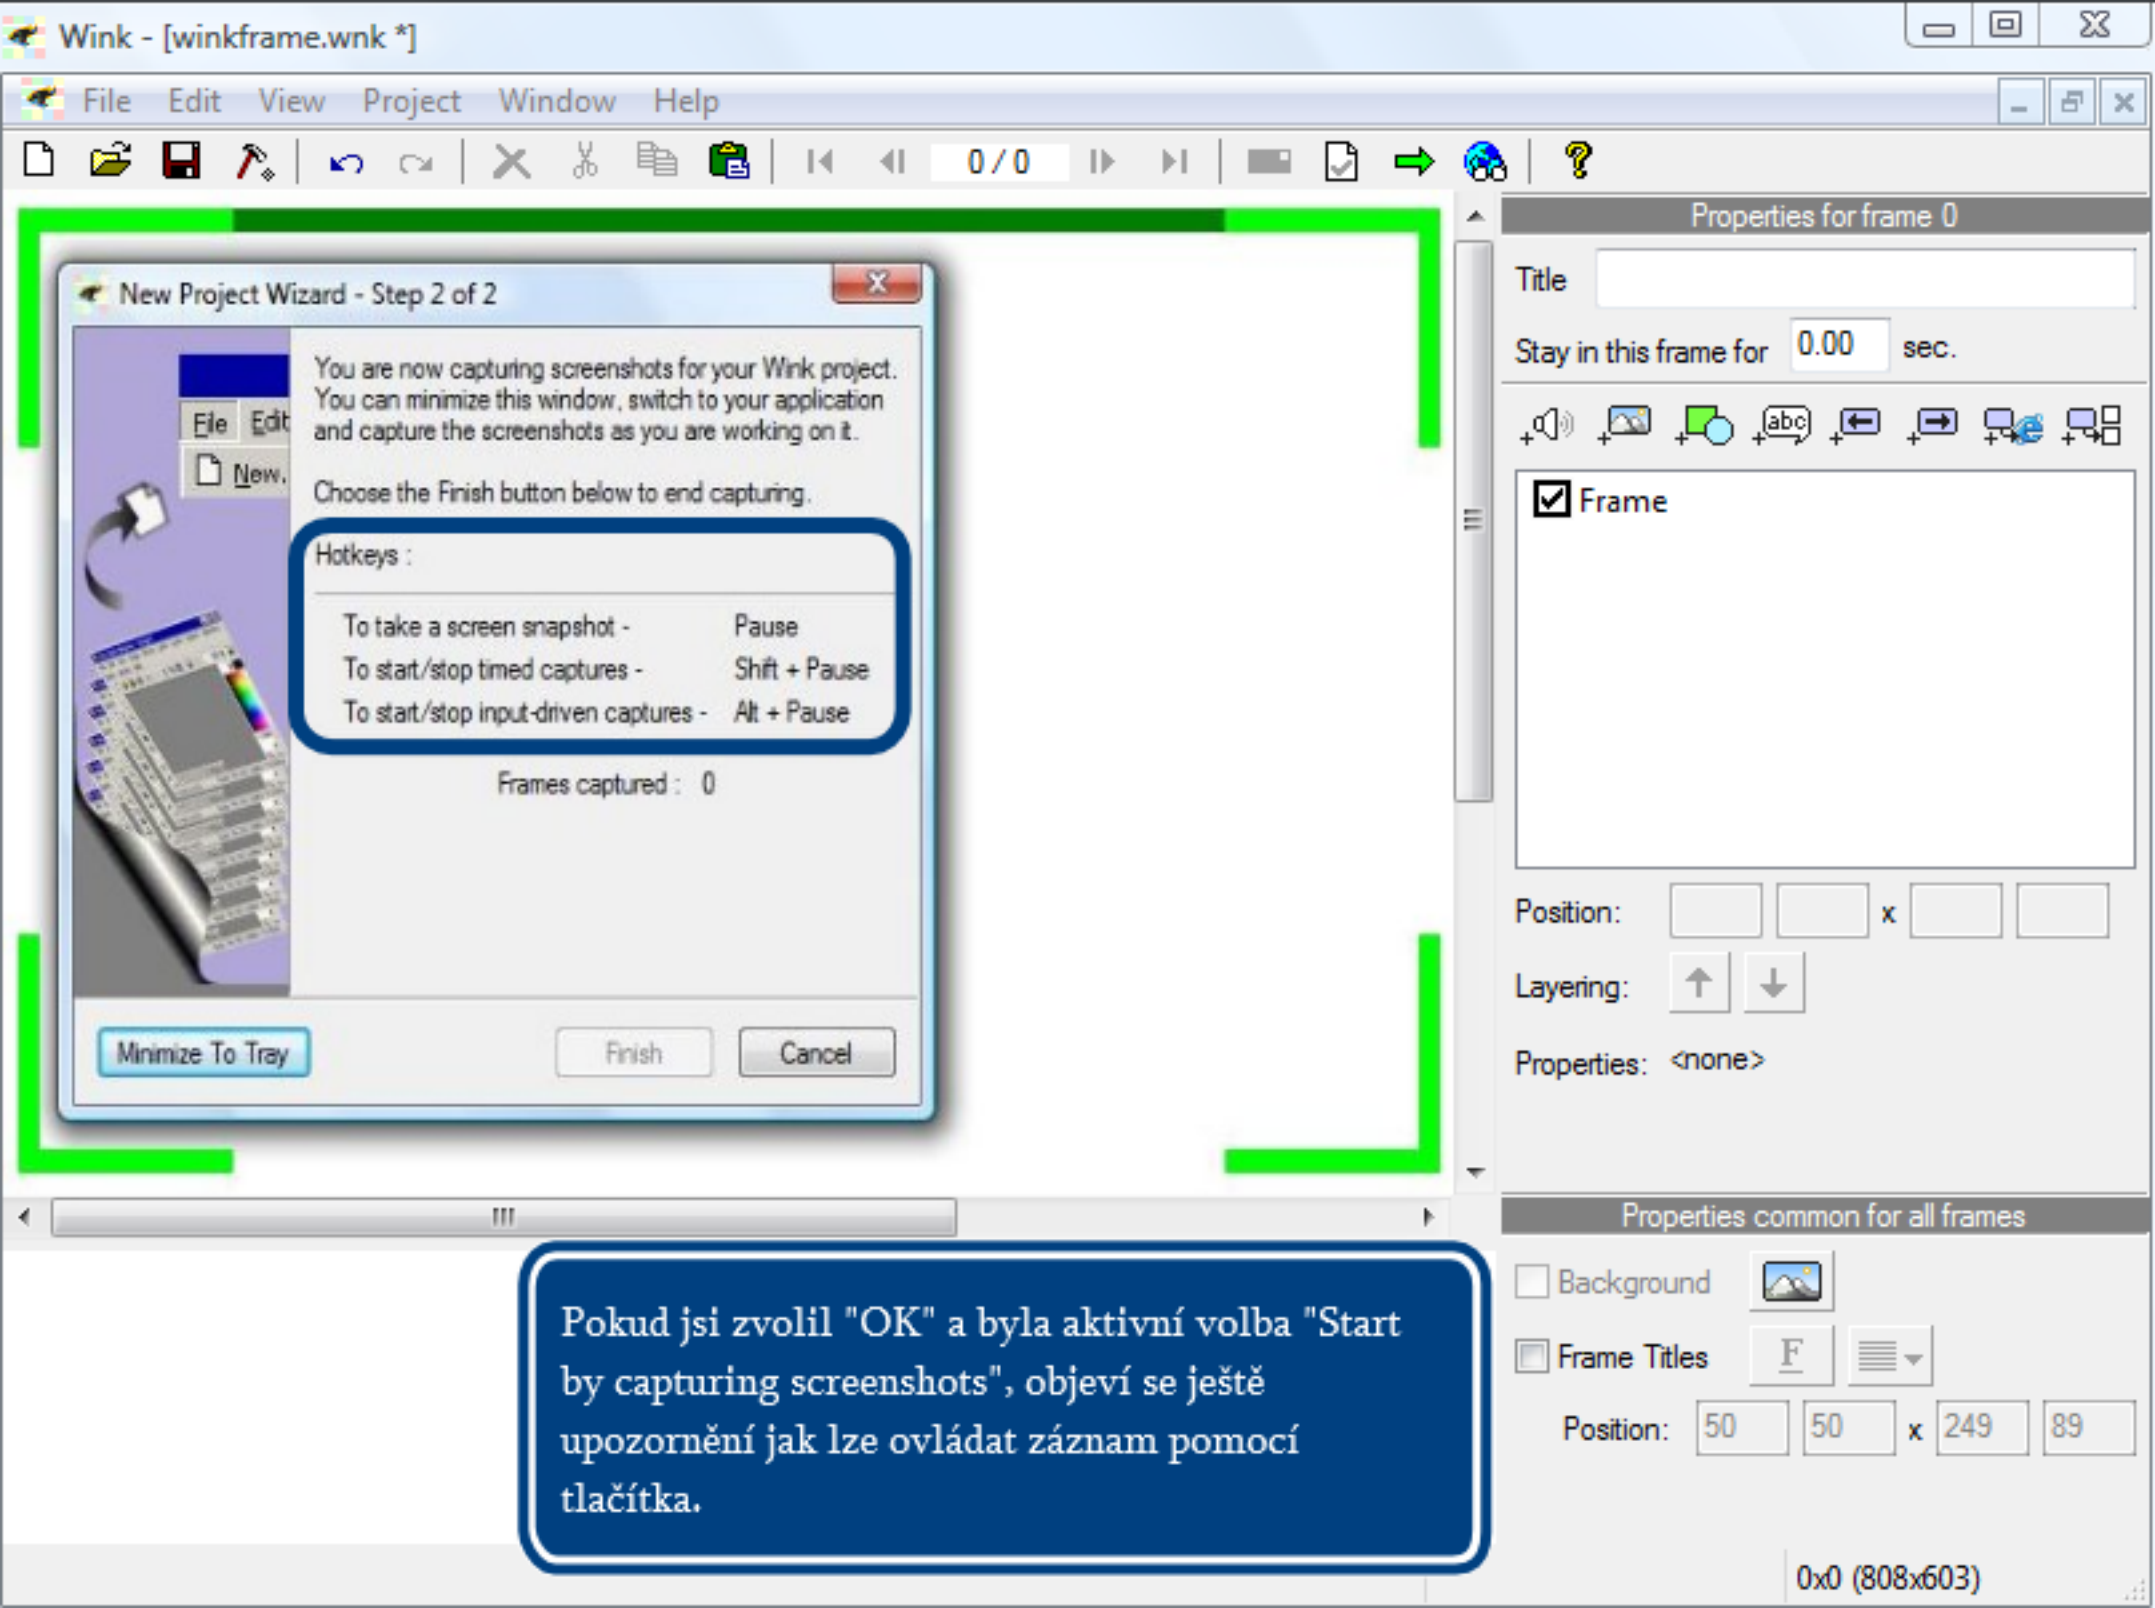 Wink - [winkframe.wnk *]
File Edit View Project Window Help
0 / 0
Properties for frame 0
Title
Stay in this frame for 0.00 sec.
abc
Frame
Position: x
Layering:
Properties: <none>
New Project Wizard - Step 2 of 2
File Edit
New.
You are now capturing screenshots for your Wink project.
You can minimize this window, switch to your application
and capture the screenshots as you are working on it.
Choose the Finish button below to end capturing.
Hotkeys :
To take a screen snapshot - Pause
To start/stop timed captures - Shift + Pause
To start/stop input-driven captures - Alt + Pause
Frames captured : 0
Minimize To Tray Finish Cancel
Properties common for all frames
Background
Frame Titles F
Position: 50 50 x 249 89
Pokud jsi zvolil "OK" a byla aktivní volba "Start
by capturing screenshots", objeví se ještě
upozornění jak lze ovládat záznam pomocí
tlačítka.
0x0 (808x603)